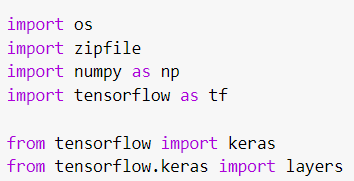 import os
import zipfile
import numpy as np
import tensorflow as tf
from tensorflow import keras
from tensorflow.keras import layers